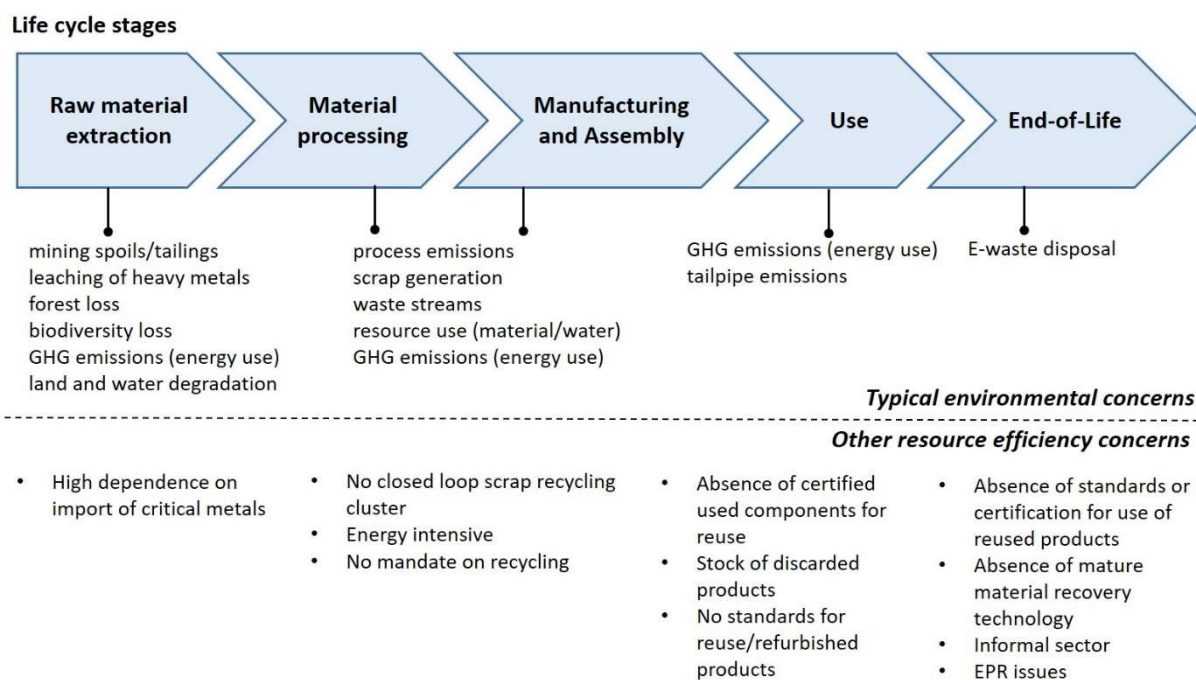 Life cycle stages
Raw material
extraction
Material
processing
Manufacturing
and Assembly
Use
End-of-Life
mining spoils/tailings
leaching of heavy metals
forest loss
biodiversity loss
GHG emissions (energy use)
land and water degradation
process emissions
scrap generation
waste streams
resource use (material/water)
GHG emissions (energy use)
GHG emissions (energy use)
tailpipe emissions
E-waste disposal
Typical environmental concerns
Other resource efficiency concerns
• High dependence on
import of critical metals
• No closed loop scrap recycling
cluster
• Energy intensive
• No mandate on recycling
• Absence of certified
used components for
reuse
• Stock of discarded
products
• No standards for
reuse/refurbished
products
• Absence of standards or
certification for use of
reused products
• Absence of mature
material recovery
technology
• Informal sector
• EPR issues